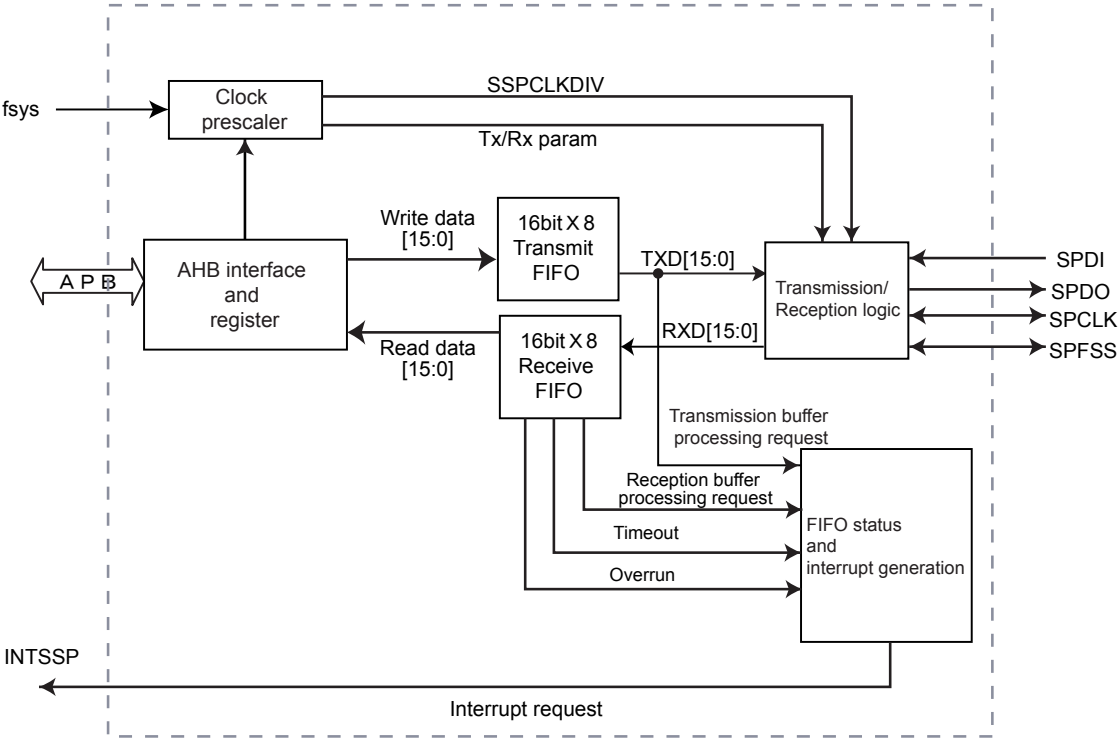 SSPCLKDIV
fsys
Clock
prescaler
Tx/Rx param
Write data
[15:0]
16bit X 8
Transmit
FIFO
AHB interface
and
register
A P B
TXD[15:0]
Transmission/
Reception logic
SPDI
SPDO
SPCLK
SPFSS
RXD[15:0]
Read data
[15:0]
16bit X 8
Receive
FIFO
Transmission buffer
processing request
Reception buffer
processing request
Timeout
Overrun
FIFO status
and
interrupt generation
INTSSP
Interrupt request